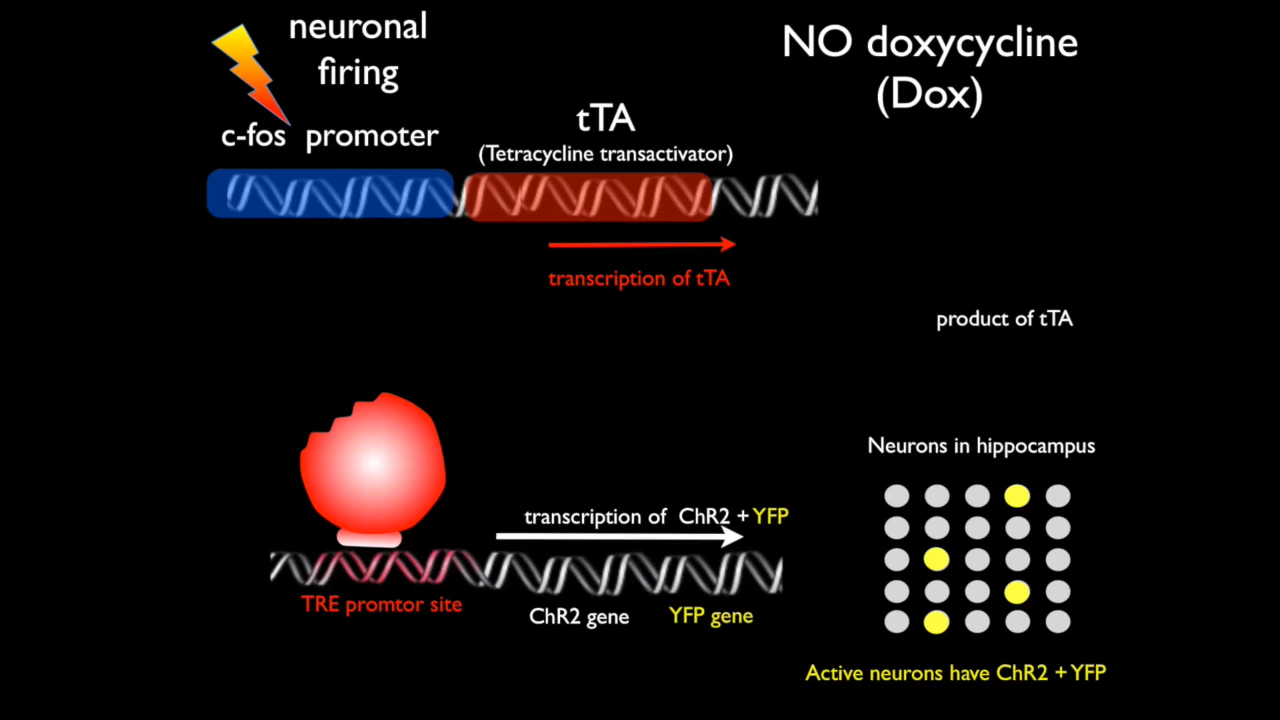 neuronal
firing
NO doxycycline
(Dox)
c-fos promoter
tTA
(Tetracycline transactivator)
transcription of tTA
product of tTA
Neurons in hippocampus
transcription of ChR2 + YFP
TRE promtor site
ChR2 gene
YFP gene
Active neurons have ChR2 + YFP